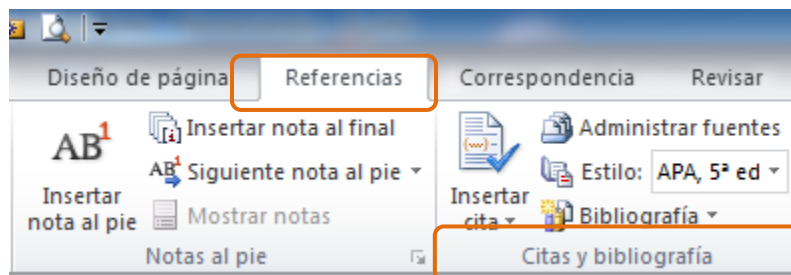 Diseño de página Referencias Correspondencia Revisar
AB1
Insertar
nota al pie
Insertar nota al final
AB1 Siguiente nota al pie
Mostrar notas
Notas al pie
Insertar
cita
Administrar fuentes
Estilo: APA, 5ª ed
Bibliografía
Citas y bibliografía